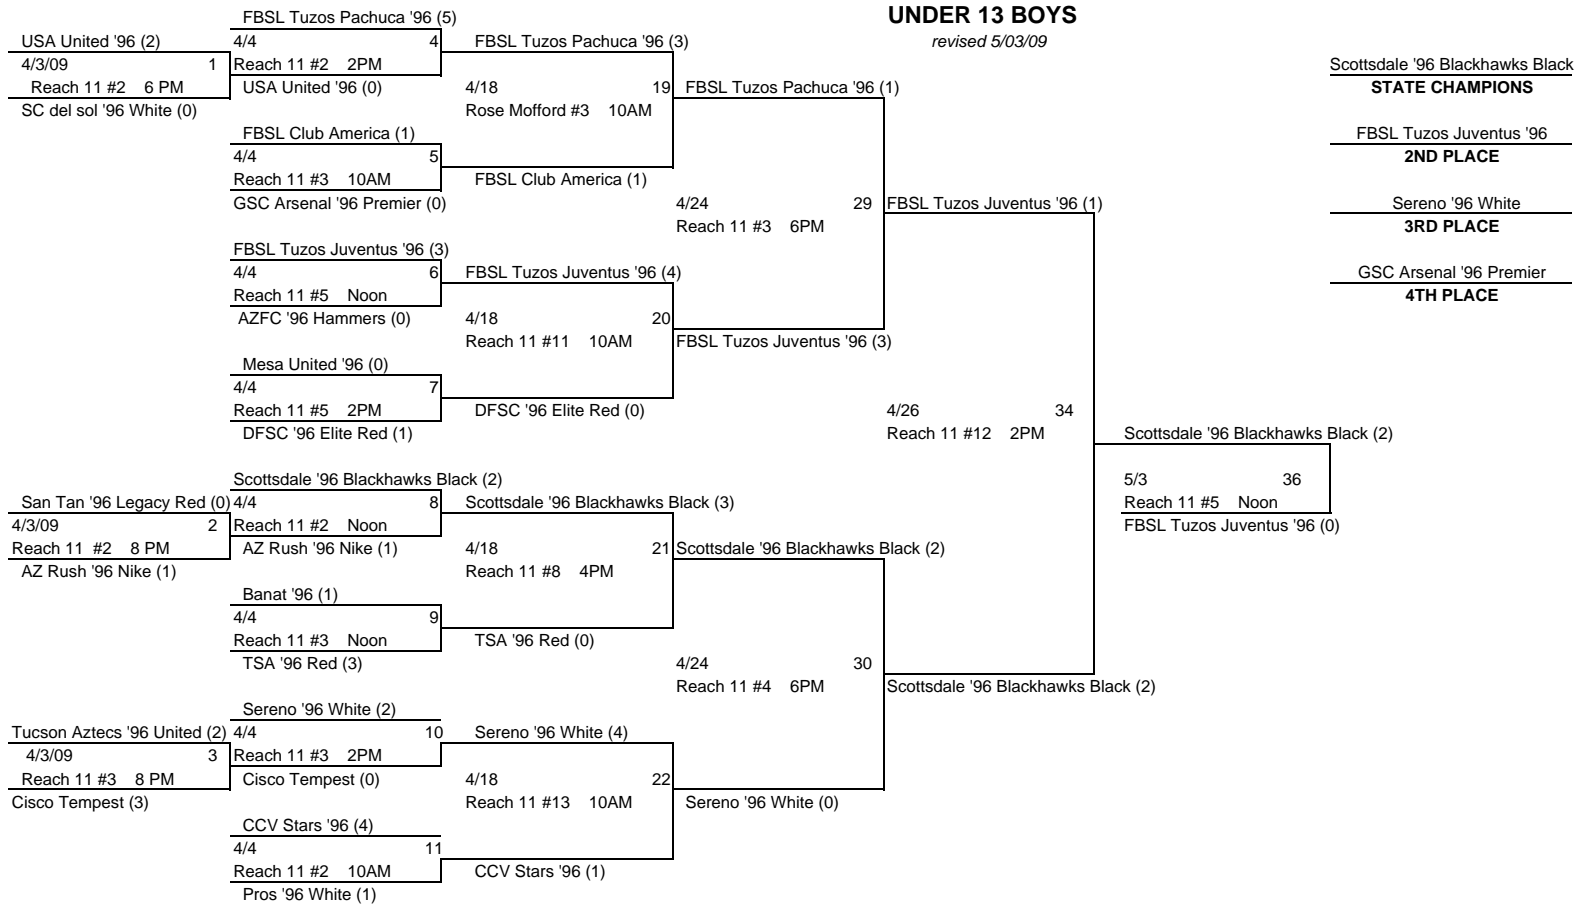 UNDER 13 BOYS
revised 5/03/09
USA United '96 (2)
4/3/09 1
Reach 11 #2 6 PM
SC del sol '96 White (0)
San Tan '96 Legacy Red (0)
4/3/09 2
Reach 11 #2 8 PM
AZ Rush '96 Nike (1)
Tucson Aztecs '96 United (2)
4/3/09 3
Reach 11 #3 8 PM
Cisco Tempest (3)
FBSL Tuzos Pachuca '96 (5)
4/4 4
Reach 11 #2 2PM
USA United '96 (0)
FBSL Club America (1)
4/4 5
Reach 11 #3 10AM
GSC Arsenal '96 Premier (0)
FBSL Tuzos Juventus '96 (3)
4/4 6
Reach 11 #5 Noon
AZFC '96 Hammers (0)
Mesa United '96 (0)
4/4 7
Reach 11 #5 2PM
DFSC '96 Elite Red (1)
Scottsdale '96 Blackhawks Black (2)
4/4 8
Reach 11 #2 Noon
AZ Rush '96 Nike (1)
Banat '96 (1)
4/4 9
Reach 11 #3 Noon
TSA '96 Red (3)
Sereno '96 White (2)
4/4 10
Reach 11 #3 2PM
Cisco Tempest (0)
CCV Stars '96 (4)
4/4 11
Reach 11 #2 10AM
Pros '96 White (1)
FBSL Tuzos Pachuca '96 (3)
4/18 19
Rose Mofford #3 10AM
FBSL Club America (1)
FBSL Tuzos Juventus '96 (4)
4/18 20
Reach 11 #11 10AM
DFSC '96 Elite Red (0)
Scottsdale '96 Blackhawks Black (3)
4/18 21
Reach 11 #8 4PM
TSA '96 Red (0)
Sereno '96 White (4)
4/18 22
Reach 11 #13 10AM
CCV Stars '96 (1)
FBSL Tuzos Pachuca '96 (1)
4/24 29
Reach 11 #3 6PM
FBSL Tuzos Juventus '96 (3)
Scottsdale '96 Blackhawks Black (2)
4/24 30
Reach 11 #4 6PM
Sereno '96 White (0)
FBSL Tuzos Juventus '96 (1)
4/26 34
Reach 11 #12 2PM
Scottsdale '96 Blackhawks Black (2)
Scottsdale '96 Blackhawks Black (2)
5/3 36
Reach 11 #5 Noon
FBSL Tuzos Juventus '96 (0)
Scottsdale '96 Blackhawks Black
STATE CHAMPIONS
FBSL Tuzos Juventus '96
2ND PLACE
Sereno '96 White
3RD PLACE
GSC Arsenal '96 Premier
4TH PLACE